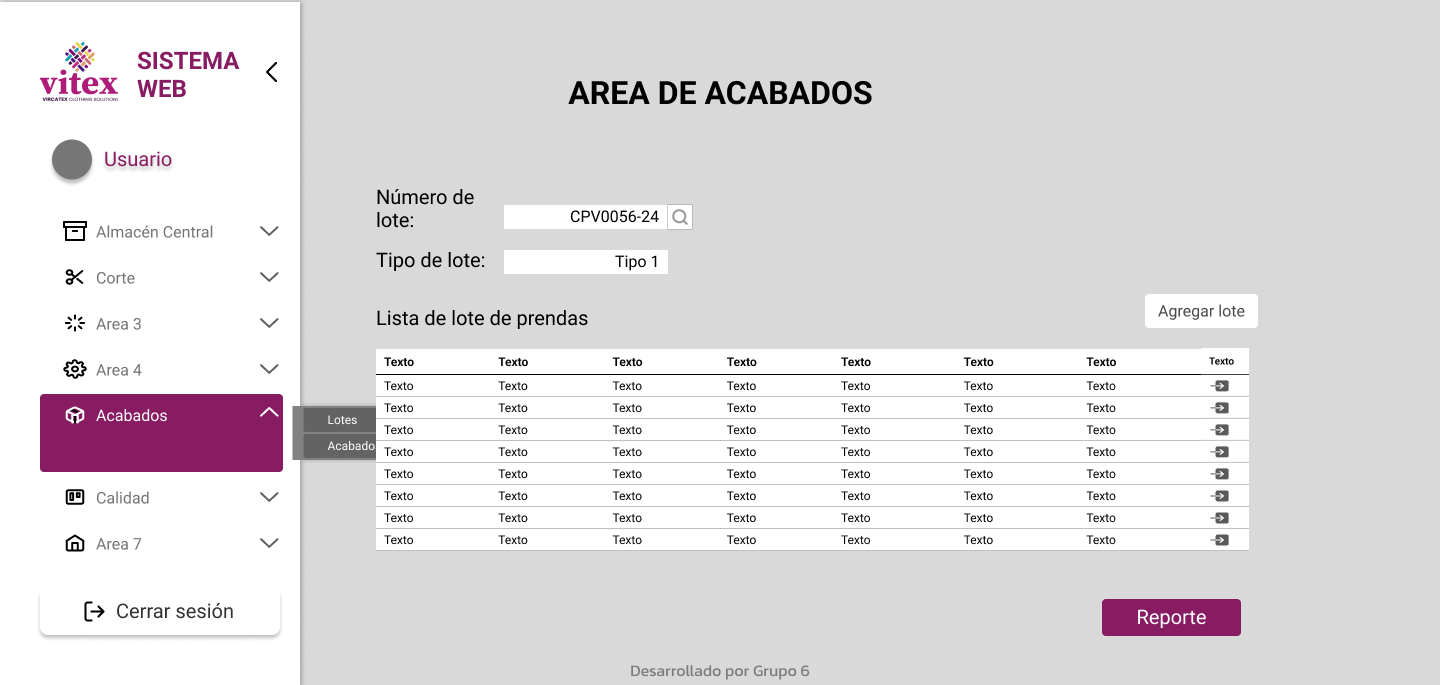 vitex
VIRCATEX CLOTHING SOLUTIONS
SISTEMA
WEB
Usuario
Almacén Central
Corte
Area 3
Area 4
Acabados
Lotes
Acabado
Calidad
Area 7
Cerrar sesión
AREA DE ACABADOS
Número de
lote:
CPV0056-24
Tipo de lote: Tipo 1
Lista de lote de prendas
Agregar lote
Texto Texto Texto Texto Texto Texto Texto Texto
Texto Texto Texto Texto Texto Texto Texto
Texto Texto Texto Texto Texto Texto Texto
Texto Texto Texto Texto Texto Texto Texto
Texto Texto Texto Texto Texto Texto Texto
Texto Texto Texto Texto Texto Texto Texto
Texto Texto Texto Texto Texto Texto Texto
Texto Texto Texto Texto Texto Texto Texto
Texto Texto Texto Texto Texto Texto Texto
Reporte
Desarrollado por Grupo 6